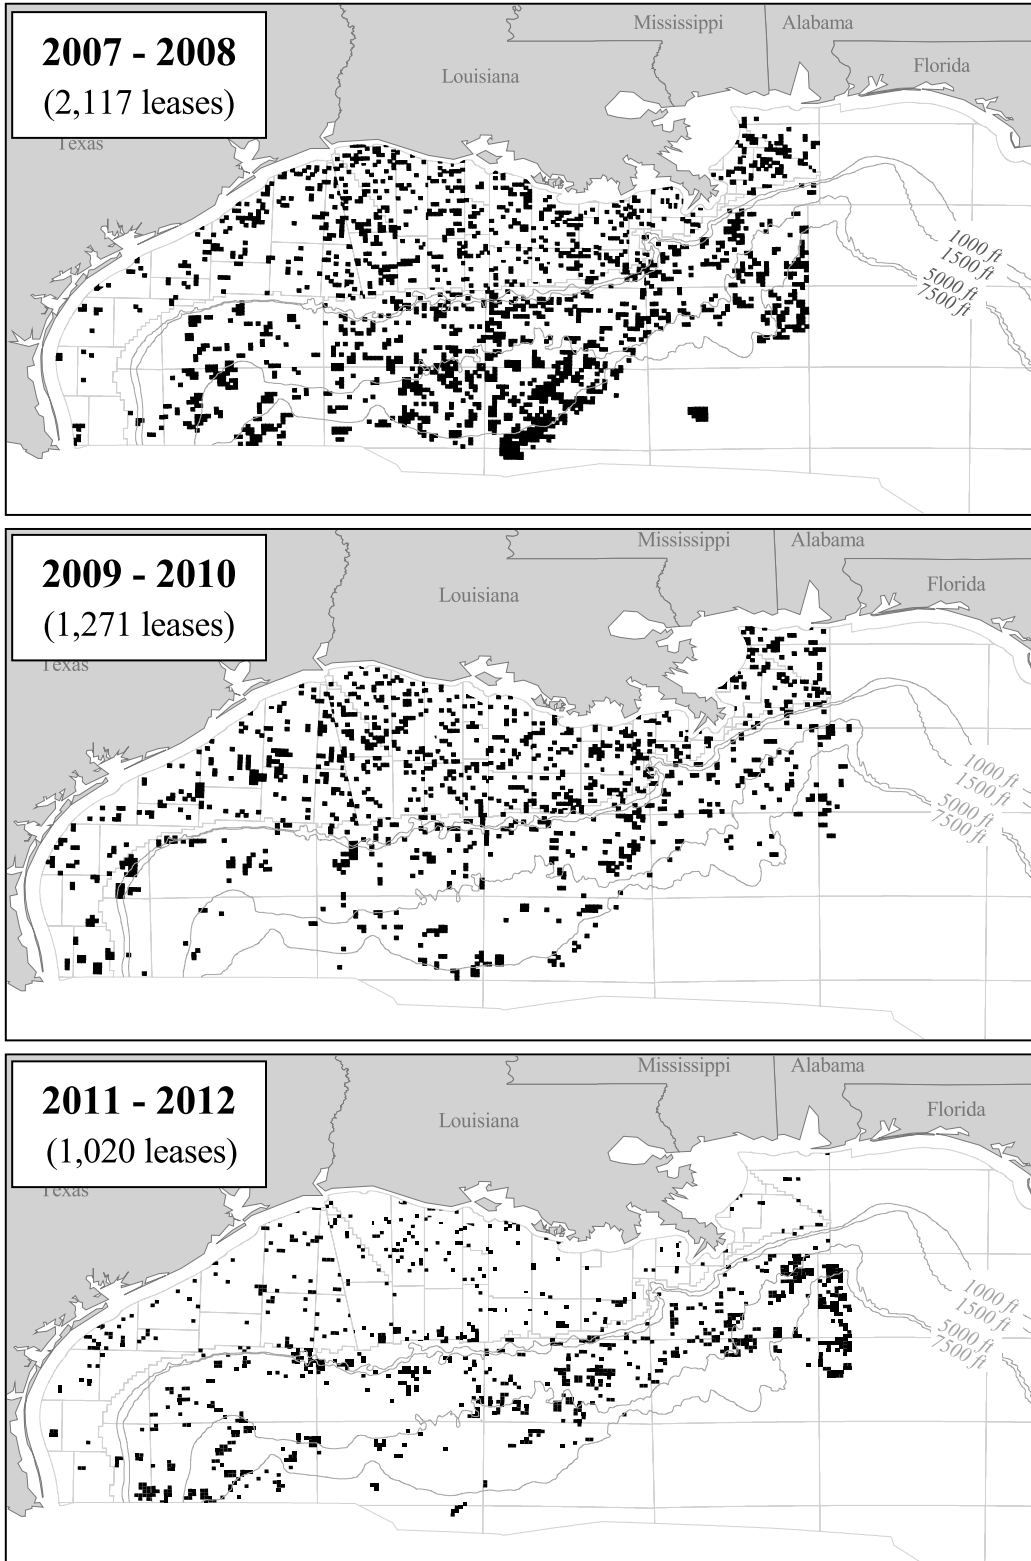 2007 - 2008
(2,117 leases)
Mississippi
Alabama
Louisiana
Florida
Texas
1000 ft
1500 ft
5000 ft
7500 ft
2009 - 2010
(1,271 leases)
Mississippi
Alabama
Louisiana
Florida
Texas
1000 ft
1500 ft
5000 ft
7500 ft
2011 - 2012
(1,020 leases)
Mississippi
Alabama
Louisiana
Florida
Texas
1000 ft
1500 ft
5000 ft
7500 ft